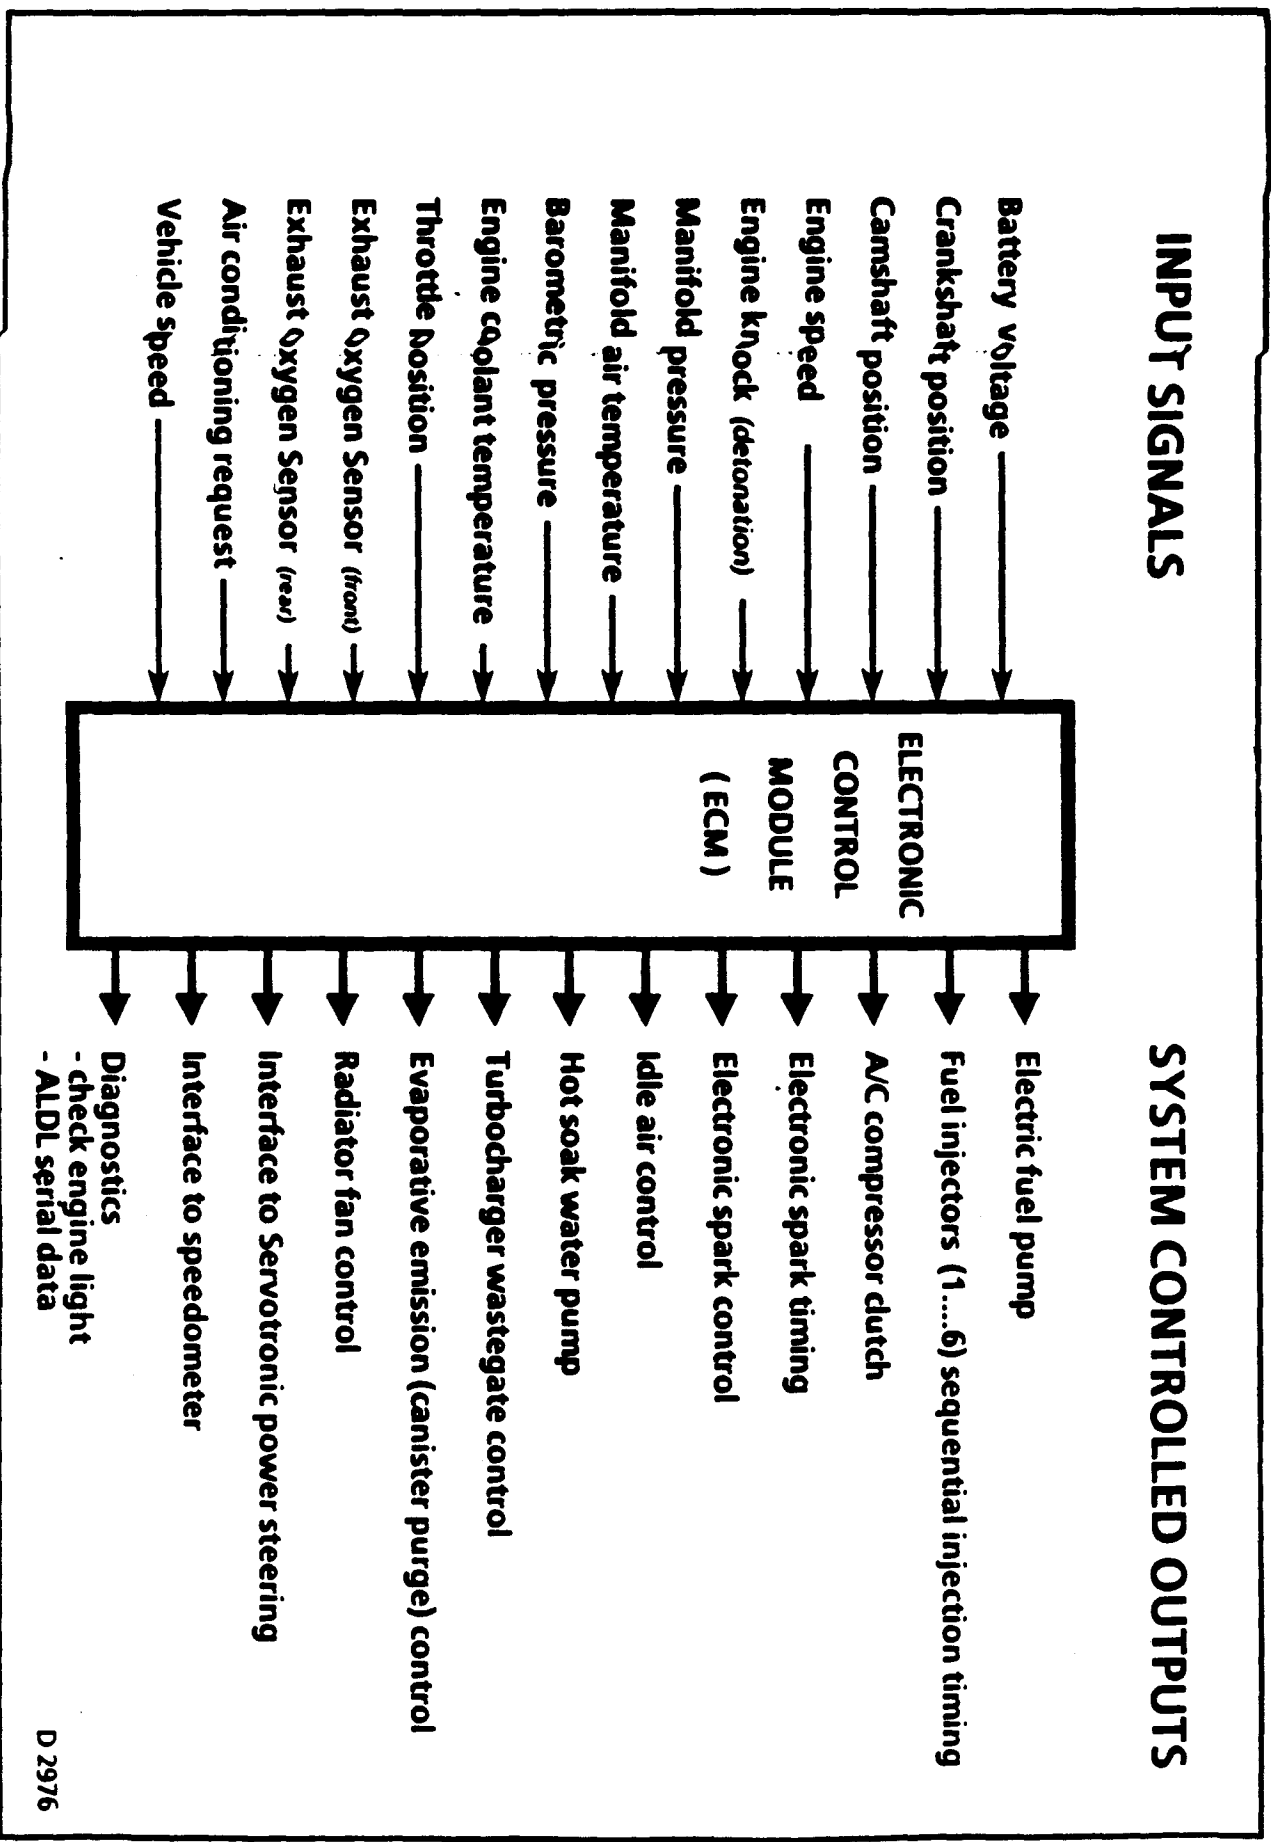 INPUT SIGNALS
Battery voltage
Crankshaft position
Camshaft position
Engine speed
Engine knock (detonation)
Manifold pressure
Manifold air temperature
Barometric pressure
Engine coolant temperature
Throttle position
Exhaust Oxygen Sensor (front)
Exhaust Oxygen Sensor (rear)
Air conditioning request
Vehicle speed
ELECTRONIC
CONTROL
MODULE
(ECM)
SYSTEM CONTROLLED OUTPUTS
Electric fuel pump
Fuel injectors (1....6) sequential injection timing
A/C compressor clutch
Electronic spark timing
Electronic spark control
Idle air control
Hot soak water pump
Turbocharger wastegate control
Evaporative emission (canister purge) control
Radiator fan control
Interface to Servotronic power steering
Interface to speedometer
Diagnostics
- check engine light
- ALDL serial data
D 2976